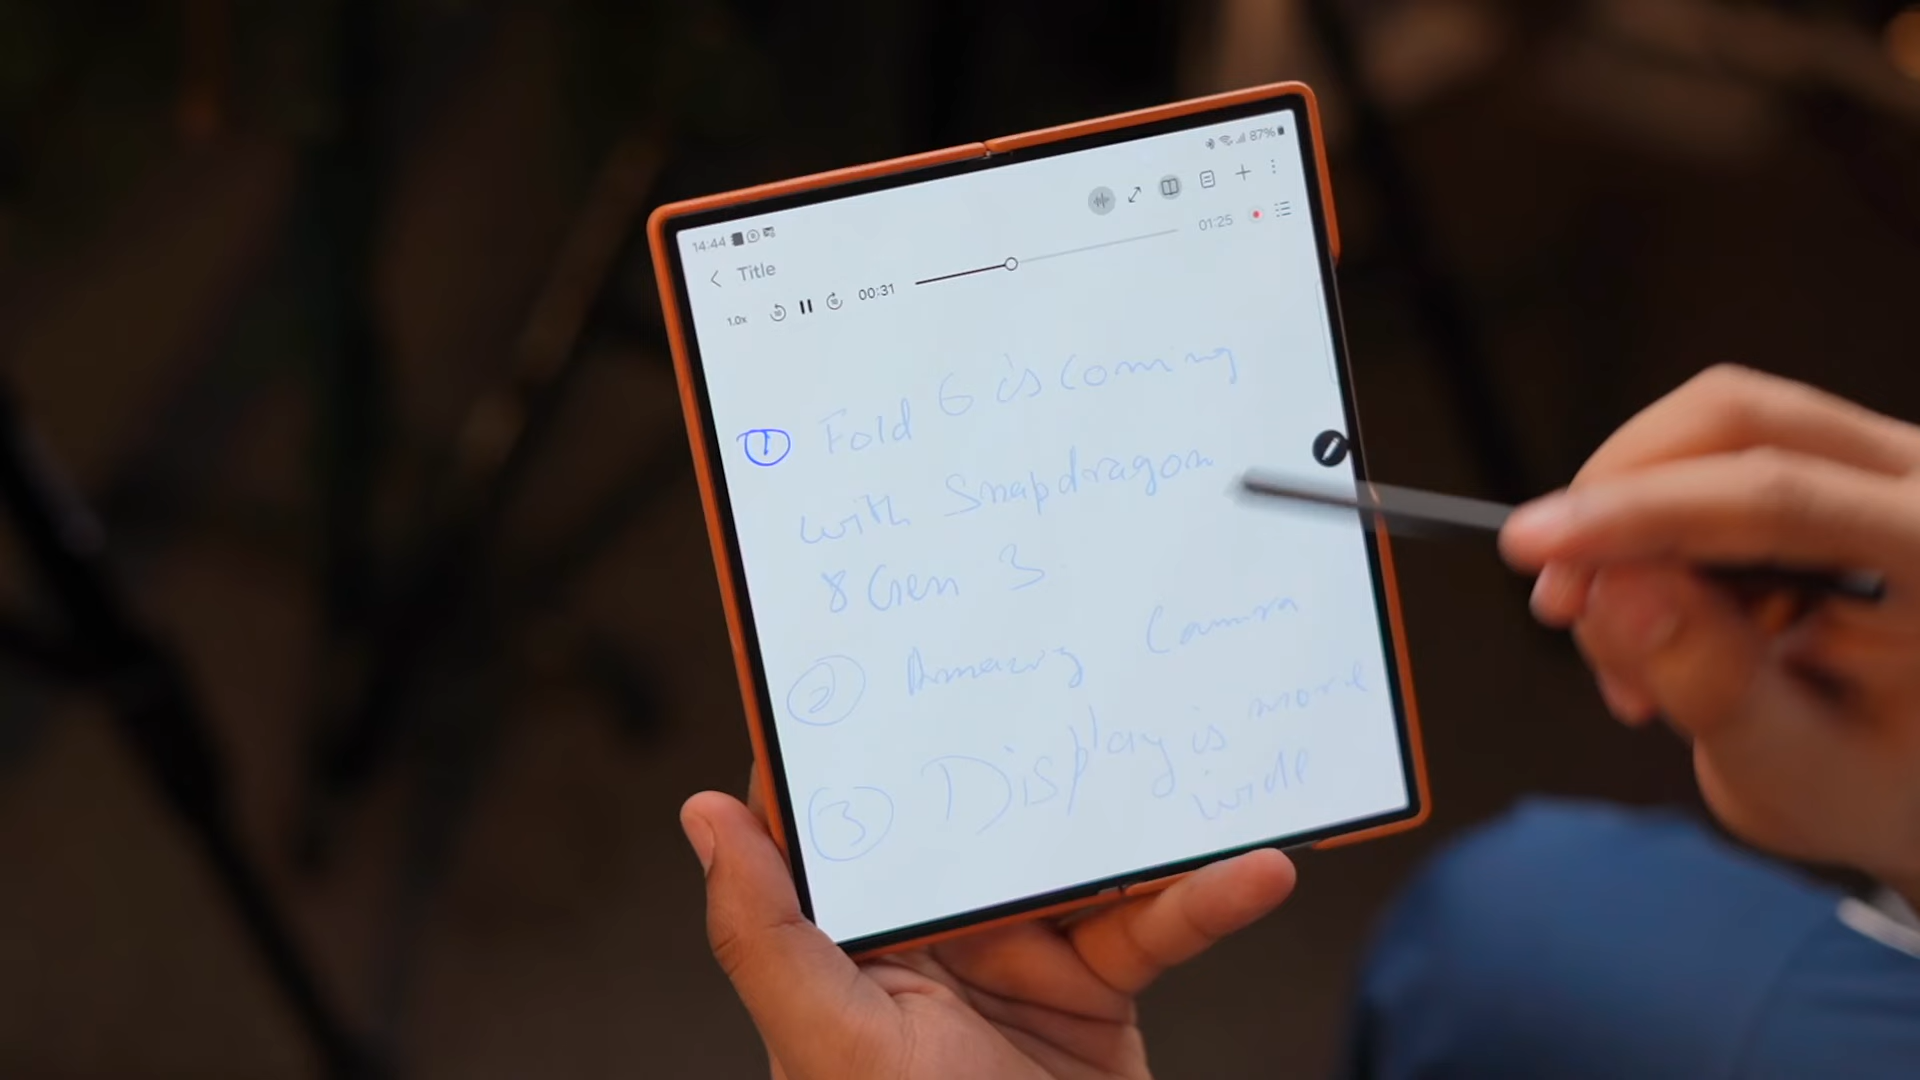 14:44
87%
Title
1.0x 00:31 01:25
① Fold 6 is coming
with Snapdragon
8 Gen 3
② Amazing Camera
③ Display is more
wide